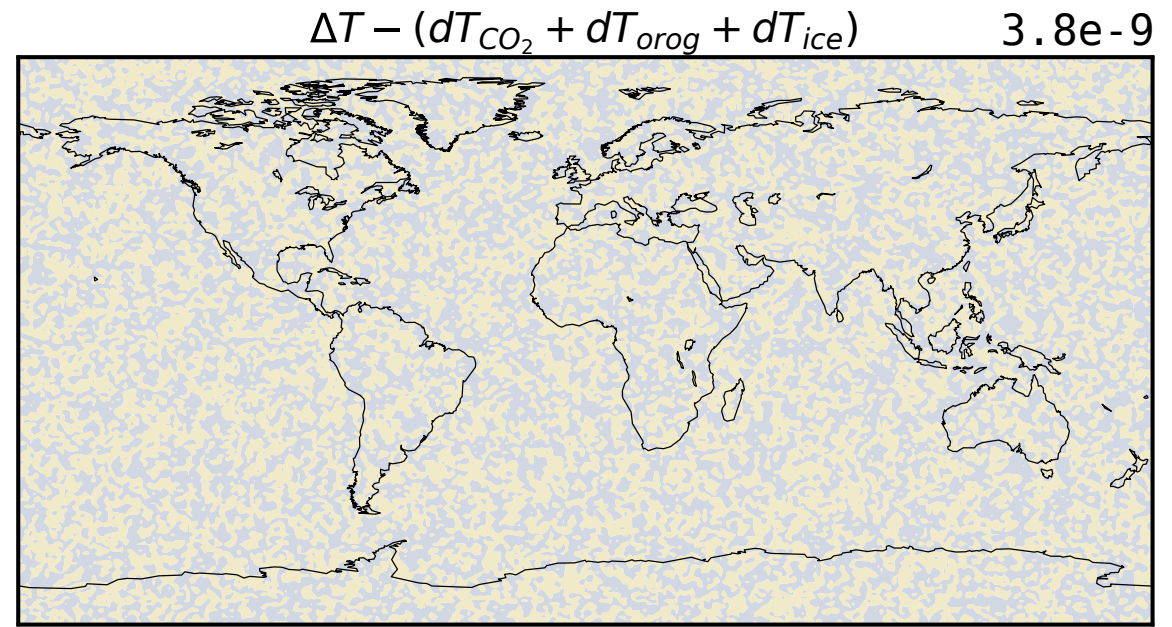 ΔT − (dT_{CO_2} + dT_{orog} + dT_{ice}) 3.8e-9